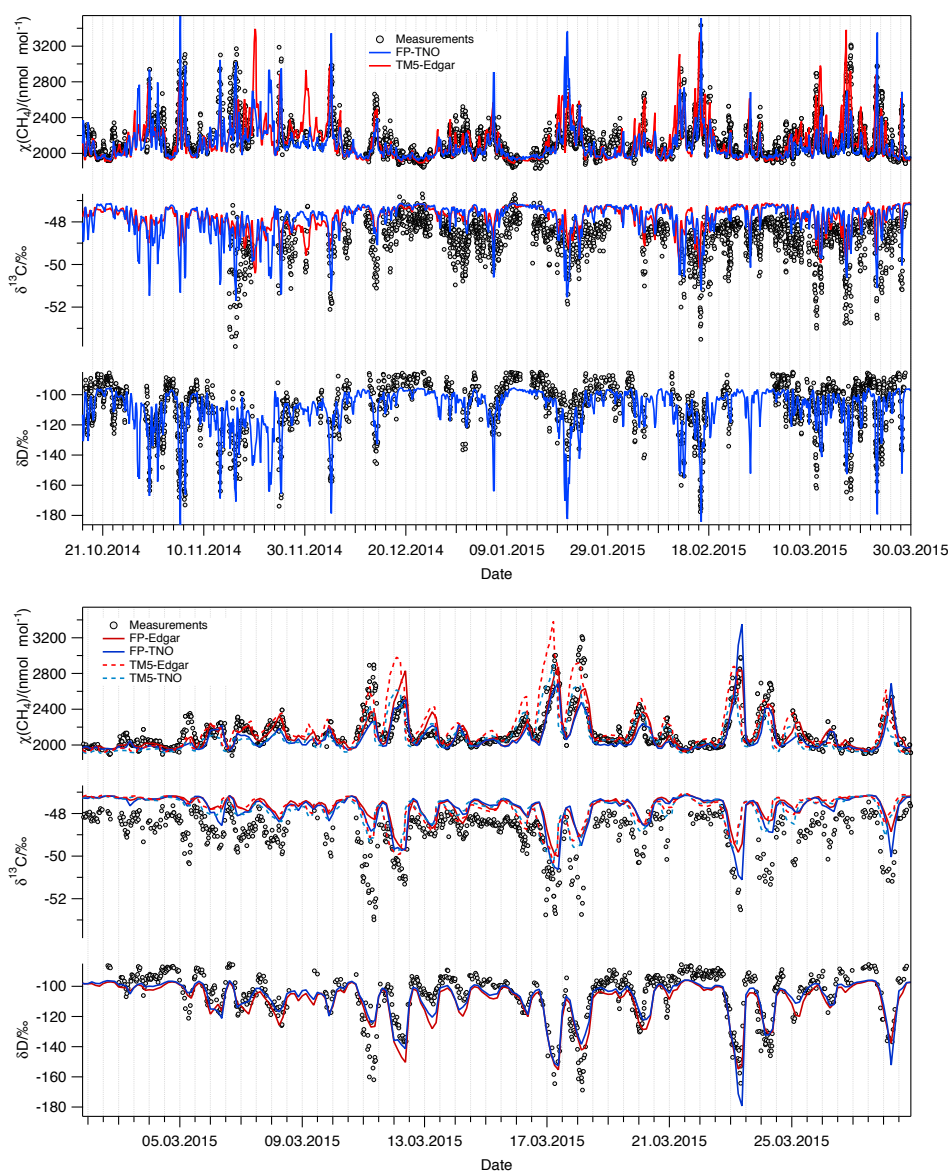 χ(CH₄)/(nmol mol⁻¹)
3200
2800
2400
2000
Measurements
FP-TNO
TM5-Edgar
δ¹³C/‰
-48
-50
-52
δD/‰
-100
-120
-140
-160
-180
21.10.2014 10.11.2014 30.11.2014 20.12.2014 09.01.2015 29.01.2015 18.02.2015 10.03.2015 30.03.2015
Date
χ(CH₄)/(nmol mol⁻¹)
3200
2800
2400
2000
Measurements
FP-Edgar
FP-TNO
TM5-Edgar
TM5-TNO
δ¹³C/‰
-48
-50
-52
δD/‰
-100
-120
-140
-160
-180
05.03.2015 09.03.2015 13.03.2015 17.03.2015 21.03.2015 25.03.2015
Date